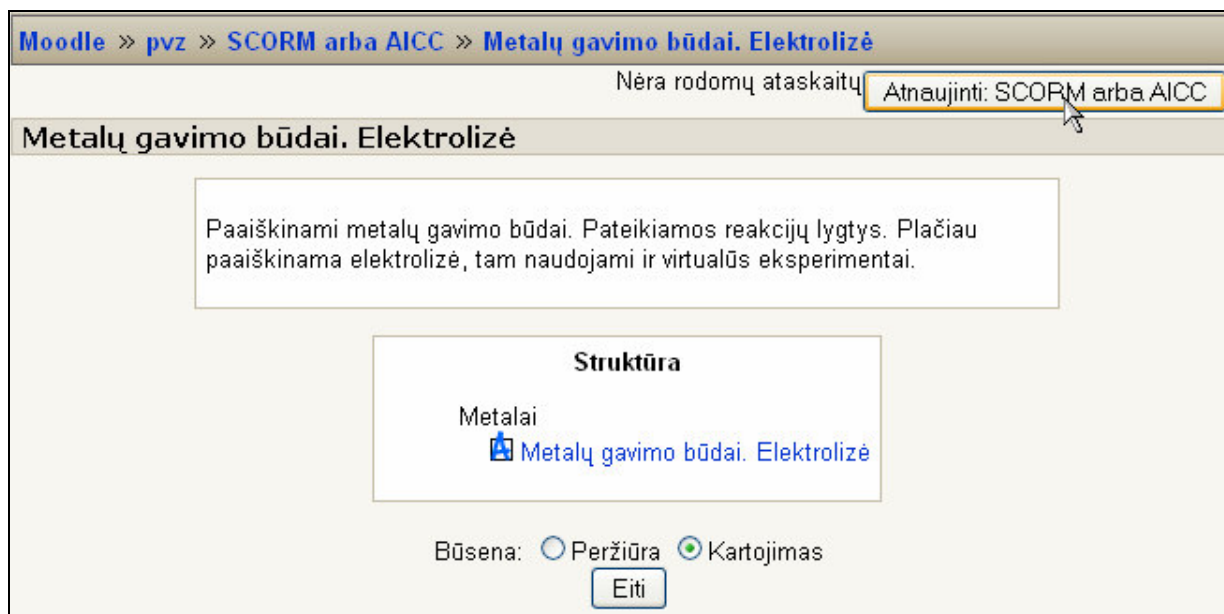 Moodle » pvz » SCORM arba AICC » Metalų gavimo būdai. Elektrolizė
Nėra rodomų ataskaitų Atnaujinti: SCORM arba AICC
Metalų gavimo būdai. Elektrolizė
Paaiškinami metalų gavimo būdai. Pateikiamos reakcijų lygtys. Plačiau
paaiškinama elektrolizė, tam naudojami ir virtualūs eksperimentai.
Struktūra
Metalai
Metalų gavimo būdai. Elektrolizė
Būsena: Peržiūra Kartojimas
Eiti